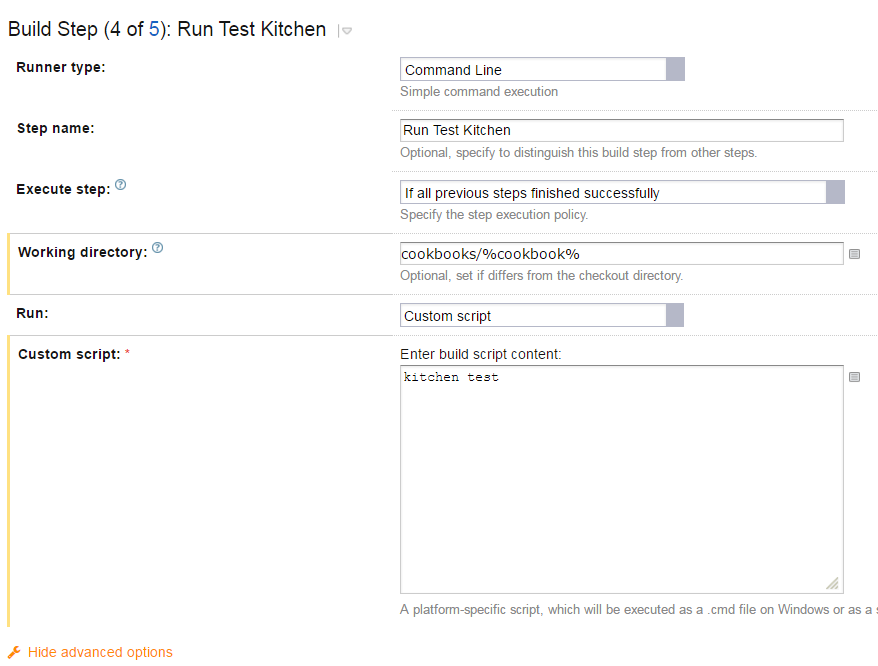 Build Step (4 of 5): Run Test Kitchen
Runner type:
Command Line
Simple command execution
Step name:
Run Test Kitchen
Optional, specify to distinguish this build step from other steps.
Execute step: ?
If all previous steps finished successfully
Specify the step execution policy.
Working directory: ?
cookbooks/%cookbook%
Optional, set if differs from the checkout directory.
Run:
Custom script
Custom script: *
Enter build script content:
kitchen test
A platform-specific script, which will be executed as a .cmd file on Windows or as a
Hide advanced options